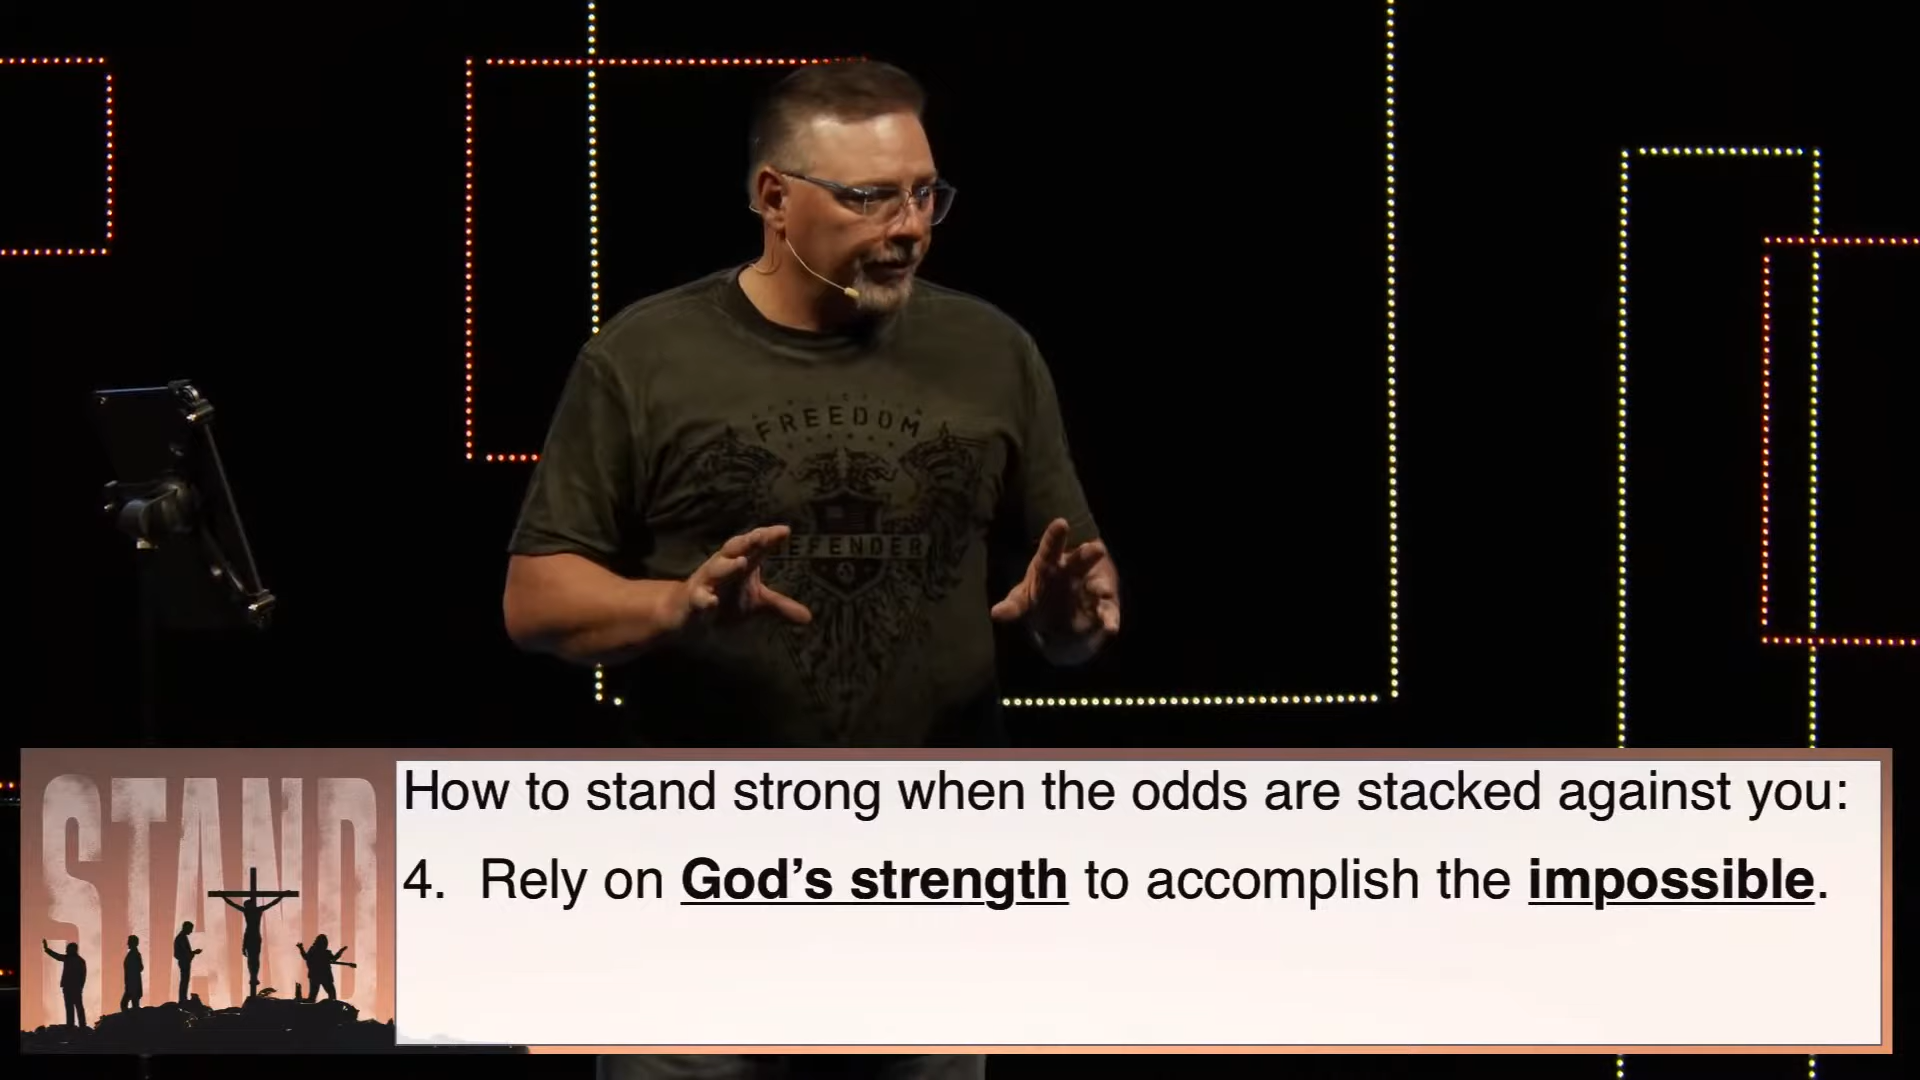 FREEDOM
DEFENDER
STAND
How to stand strong when the odds are stacked against you:
4. Rely on God’s strength to accomplish the impossible.